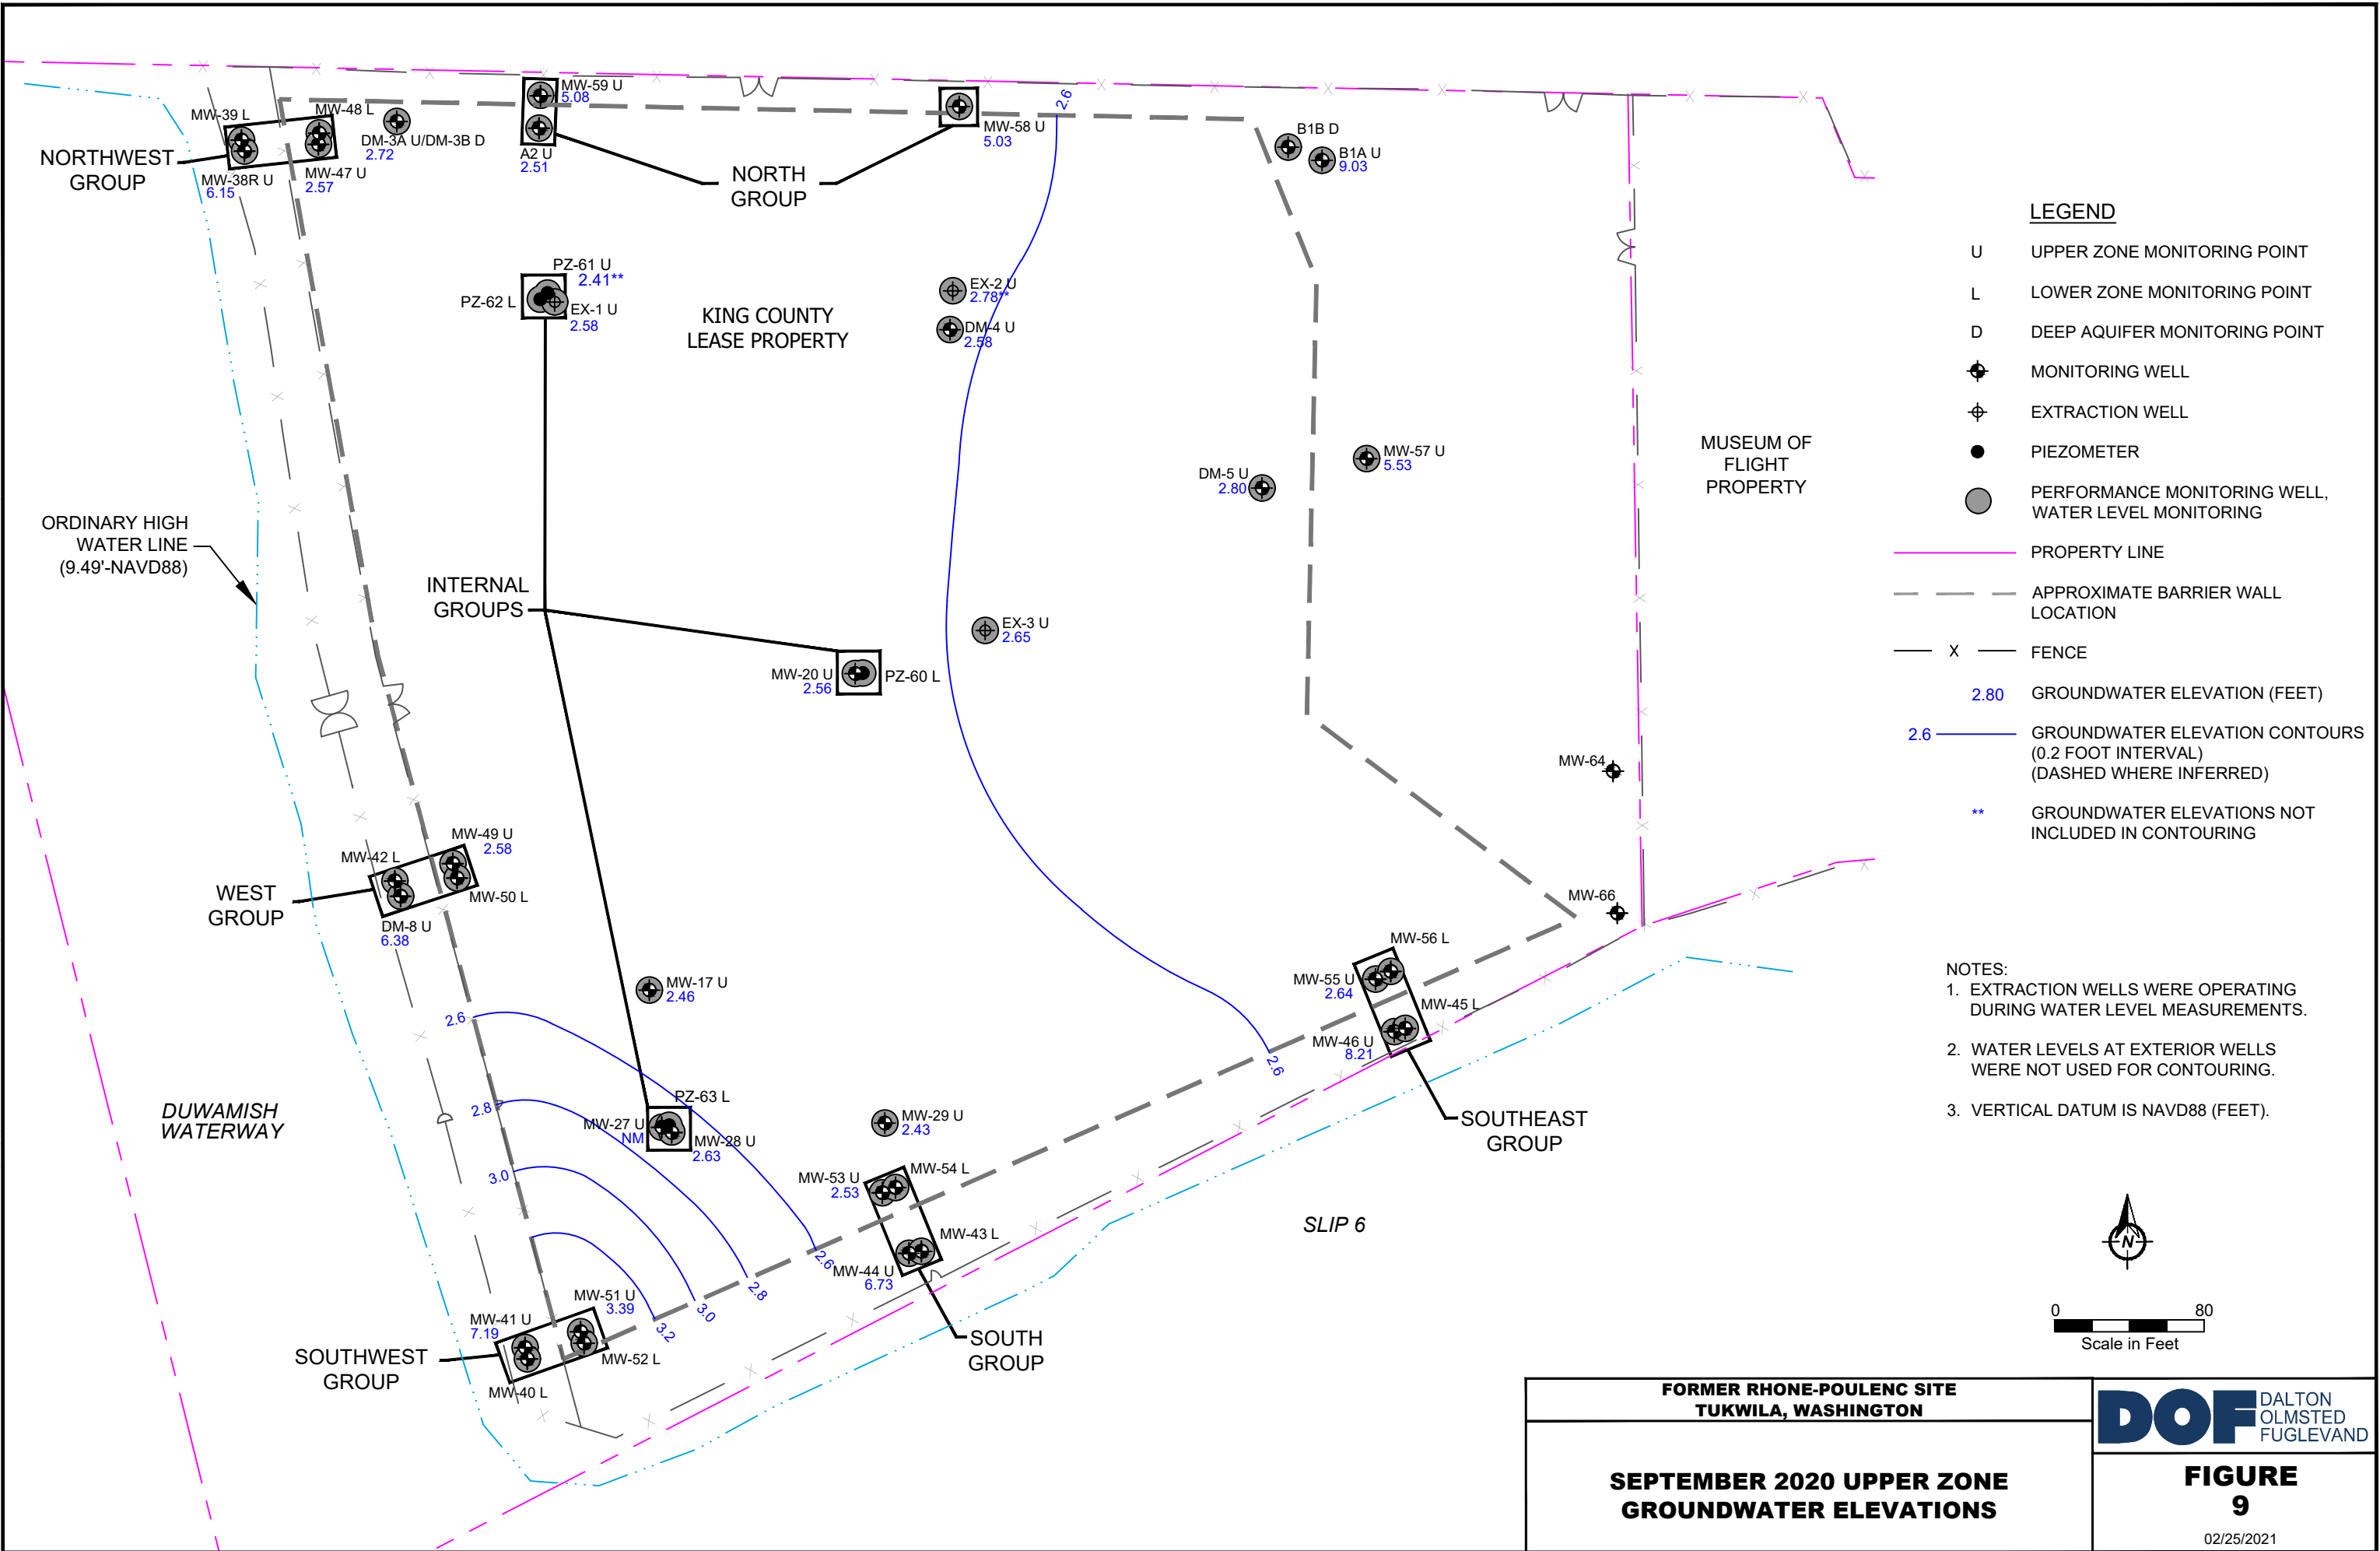 MW-39 L
MW-48 L
NORTHWEST
GROUP
MW-38R U
6.15
MW-47 U
2.57
DM-3A U/DM-3B D
2.72
MW-59 U
5.08
A2 U
2.51
NORTH
GROUP
MW-58 U
5.03
2.6
B1B D
B1A U
9.03
PZ-61 U
2.41**
PZ-62 L
EX-1 U
2.58
KING COUNTY
LEASE PROPERTY
EX-2 U
2.78**
DM-4 U
2.58
MW-57 U
5.53
DM-5 U
2.80
MUSEUM OF
FLIGHT
PROPERTY
ORDINARY HIGH
WATER LINE
(9.49'-NAVD88)
INTERNAL
GROUPS
EX-3 U
2.65
MW-20 U
2.56
PZ-60 L
MW-64
MW-66
MW-49 U
2.58
MW-42 L
MW-50 L
WEST
GROUP
DM-8 U
6.38
MW-17 U
2.46
MW-56 L
MW-55 U
2.64
MW-45 L
MW-46 U
8.21
2.6
SOUTHEAST
GROUP
2.6
2.8
3.0
PZ-63 L
MW-27 U
NM
MW-28 U
2.63
MW-29 U
2.43
MW-53 U
2.53
MW-54 L
MW-43 L
MW-44 U
6.73
SOUTH
GROUP
2.6
2.8
3.0
3.2
MW-51 U
3.39
MW-41 U
7.19
MW-52 L
MW-40 L
SOUTHWEST
GROUP
DUWAMISH
WATERWAY
SLIP 6
LEGEND
U UPPER ZONE MONITORING POINT
L LOWER ZONE MONITORING POINT
D DEEP AQUIFER MONITORING POINT
MONITORING WELL
EXTRACTION WELL
PIEZOMETER
PERFORMANCE MONITORING WELL,
WATER LEVEL MONITORING
PROPERTY LINE
APPROXIMATE BARRIER WALL
LOCATION
X FENCE
2.80 GROUNDWATER ELEVATION (FEET)
2.6 GROUNDWATER ELEVATION CONTOURS
(0.2 FOOT INTERVAL)
(DASHED WHERE INFERRED)
** GROUNDWATER ELEVATIONS NOT
INCLUDED IN CONTOURING
NOTES:
1. EXTRACTION WELLS WERE OPERATING
DURING WATER LEVEL MEASUREMENTS.
2. WATER LEVELS AT EXTERIOR WELLS
WERE NOT USED FOR CONTOURING.
3. VERTICAL DATUM IS NAVD88 (FEET).
N
0 80
Scale in Feet
FORMER RHONE-POULENC SITE
TUKWILA, WASHINGTON
SEPTEMBER 2020 UPPER ZONE
GROUNDWATER ELEVATIONS
DOF
DALTON
OLMSTED
FUGLEVAND
FIGURE
9
02/25/2021